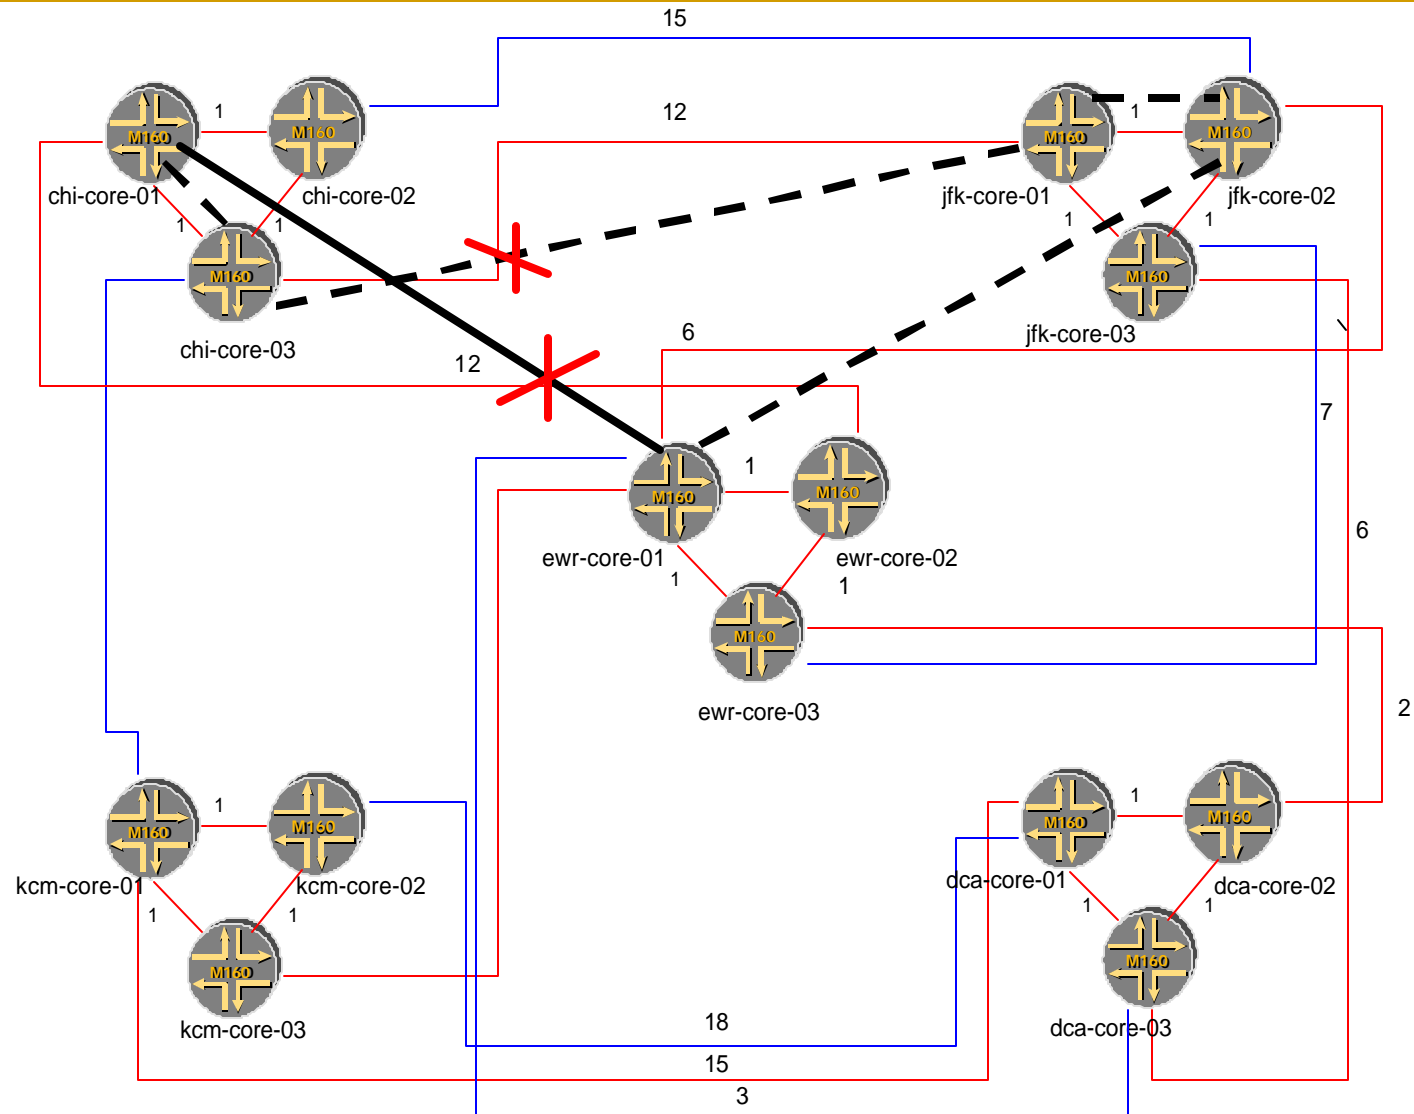 15
1
M160
M160
12
1
M160
M160
chi-core-01
chi-core-02
jfk-core-01
jfk-core-02
1
1
1
1
M160
M160
chi-core-03
jfk-core-03
6
12
7
1
M160
M160
6
ewr-core-01
ewr-core-02
1
1
M160
ewr-core-03
2
1
M160
M160
1
M160
M160
kcm-core-01
kcm-core-02
dca-core-01
dca-core-02
1
1
1
1
M160
M160
kcm-core-03
dca-core-03
18
15
3